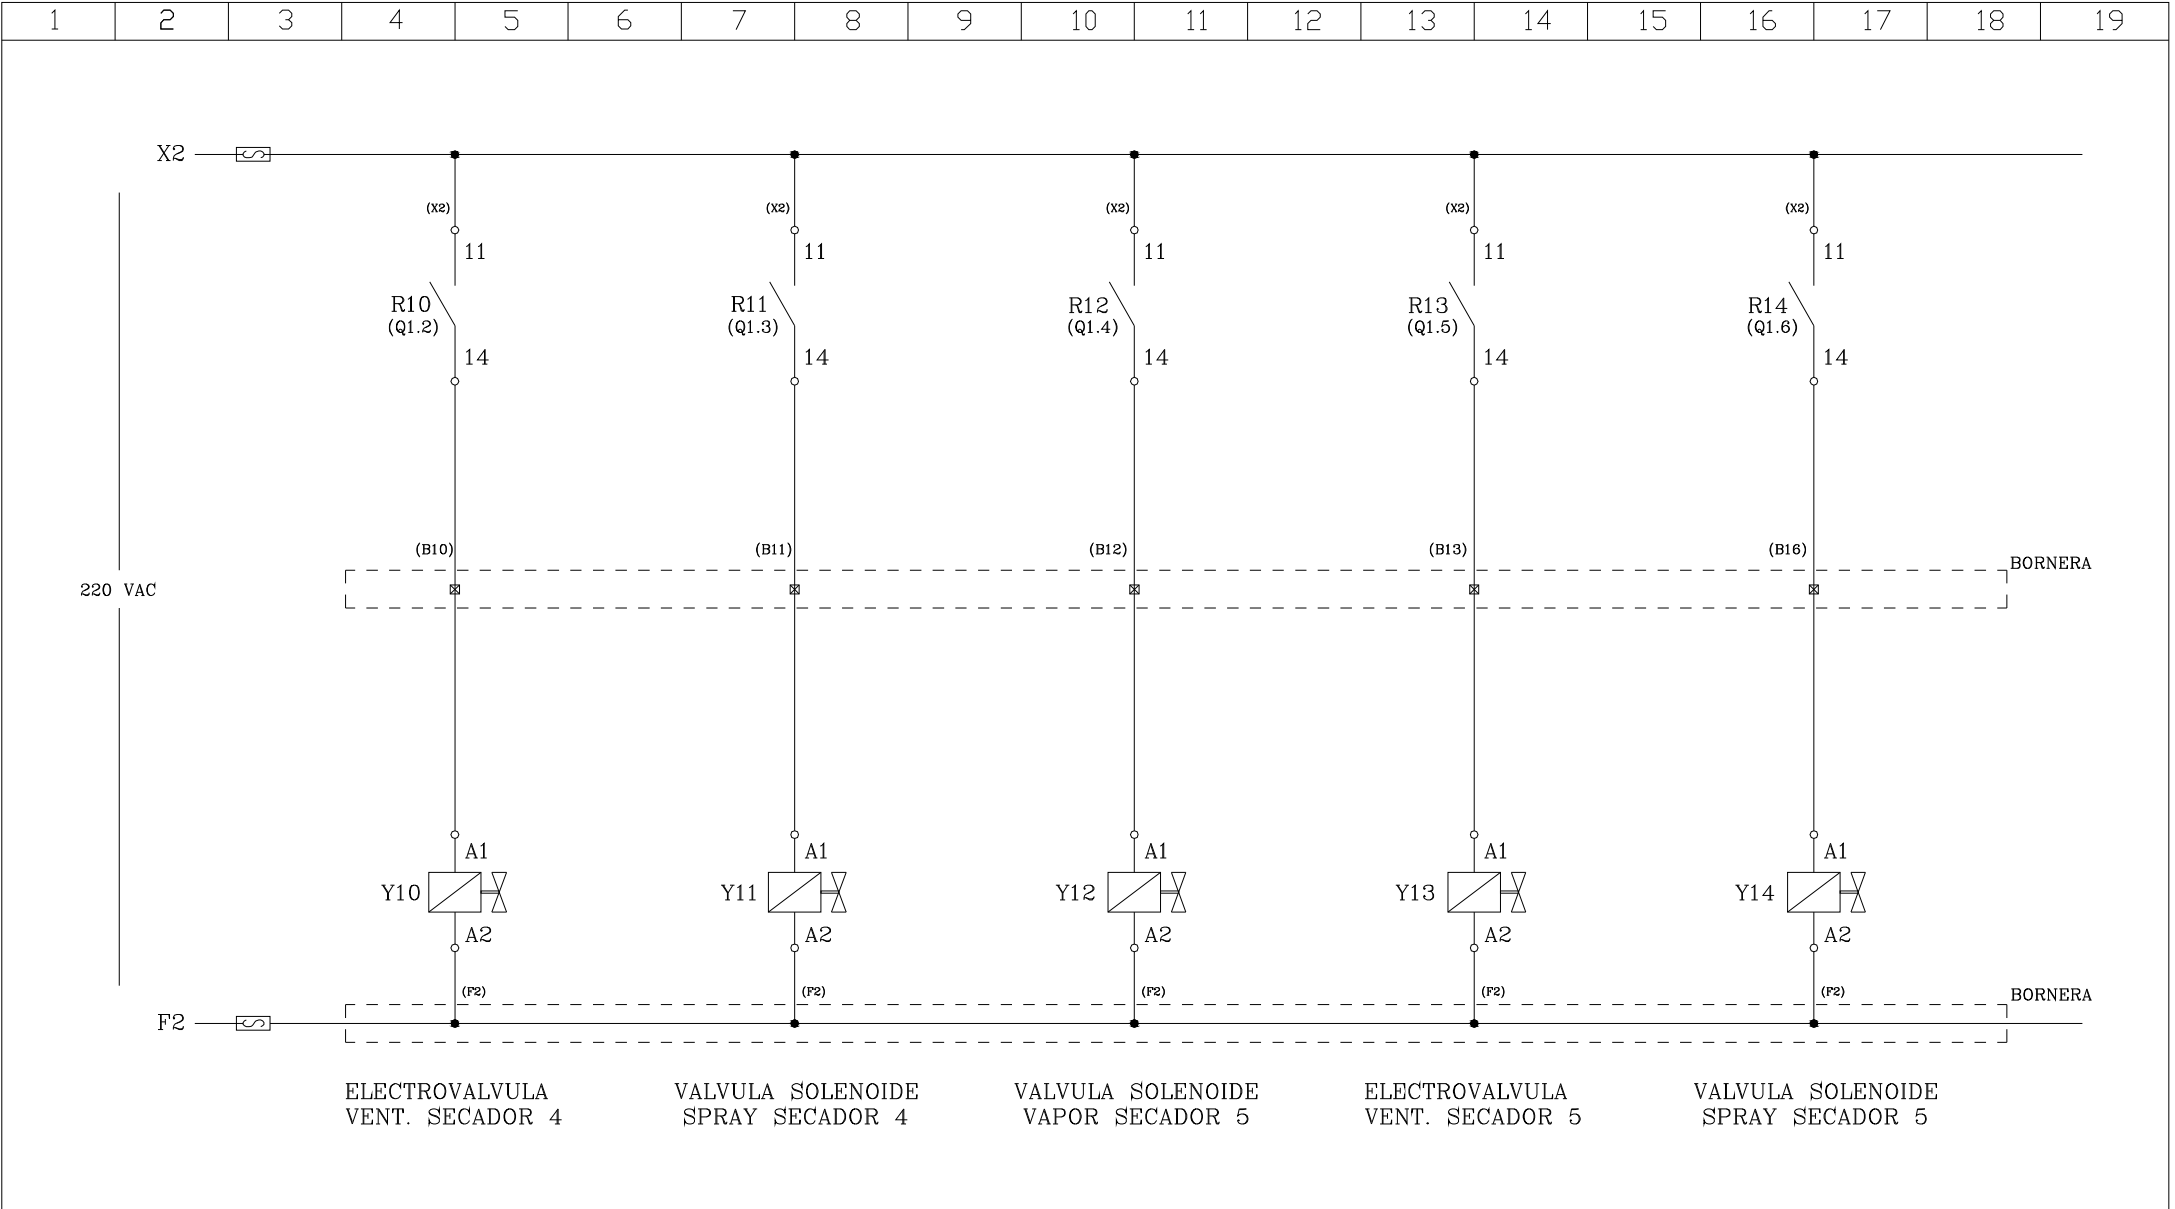 1 2 3 4 5 6 7 8 9 10 11 12 13 14 15 16 17 18 19
X2
(X2) (X2) (X2) (X2) (X2)
11 11 11 11 11
R10 R11 R12 R13 R14
(Q1.2) (Q1.3) (Q1.4) (Q1.5) (Q1.6)
14 14 14 14 14
(B10) (B11) (B12) (B13) (B16)
BORNERA
220 VAC
A1 A1 A1 A1 A1
Y10 Y11 Y12 Y13 Y14
A2 A2 A2 A2 A2
(F2) (F2) (F2) (F2) (F2)
BORNERA
F2
ELECTROVALVULA
VENT. SECADOR 4
VALVULA SOLENOIDE
SPRAY SECADOR 4
VALVULA SOLENOIDE
VAPOR SECADOR 5
ELECTROVALVULA
VENT. SECADOR 5
VALVULA SOLENOIDE
SPRAY SECADOR 5